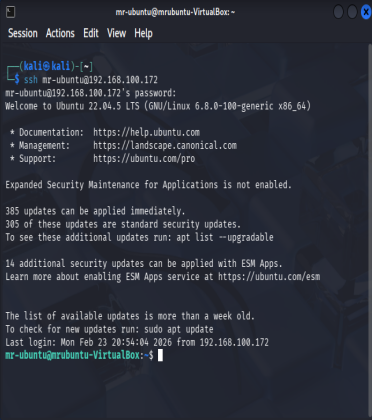 mr-ubuntu@mrubuntu-VirtualBox: ~
Session Actions Edit View Help
┌──(kali㉿kali)-[~]
└─$ ssh mr-ubuntu@192.168.100.172
mr-ubuntu@192.168.100.172's password:
Welcome to Ubuntu 22.04.5 LTS (GNU/Linux 6.8.0-100-generic x86_64)
* Documentation: https://help.ubuntu.com
* Management: https://landscape.canonical.com
* Support: https://ubuntu.com/pro
Expanded Security Maintenance for Applications is not enabled.
385 updates can be applied immediately.
305 of these updates are standard security updates.
To see these additional updates run: apt list --upgradable
14 additional security updates can be applied with ESM Apps.
Learn more about enabling ESM Apps service at https://ubuntu.com/esm
The list of available updates is more than a week old.
To check for new updates run: sudo apt update
Last login: Mon Feb 23 20:54:04 2026 from 192.168.100.172
mr-ubuntu@mrubuntu-VirtualBox:~$